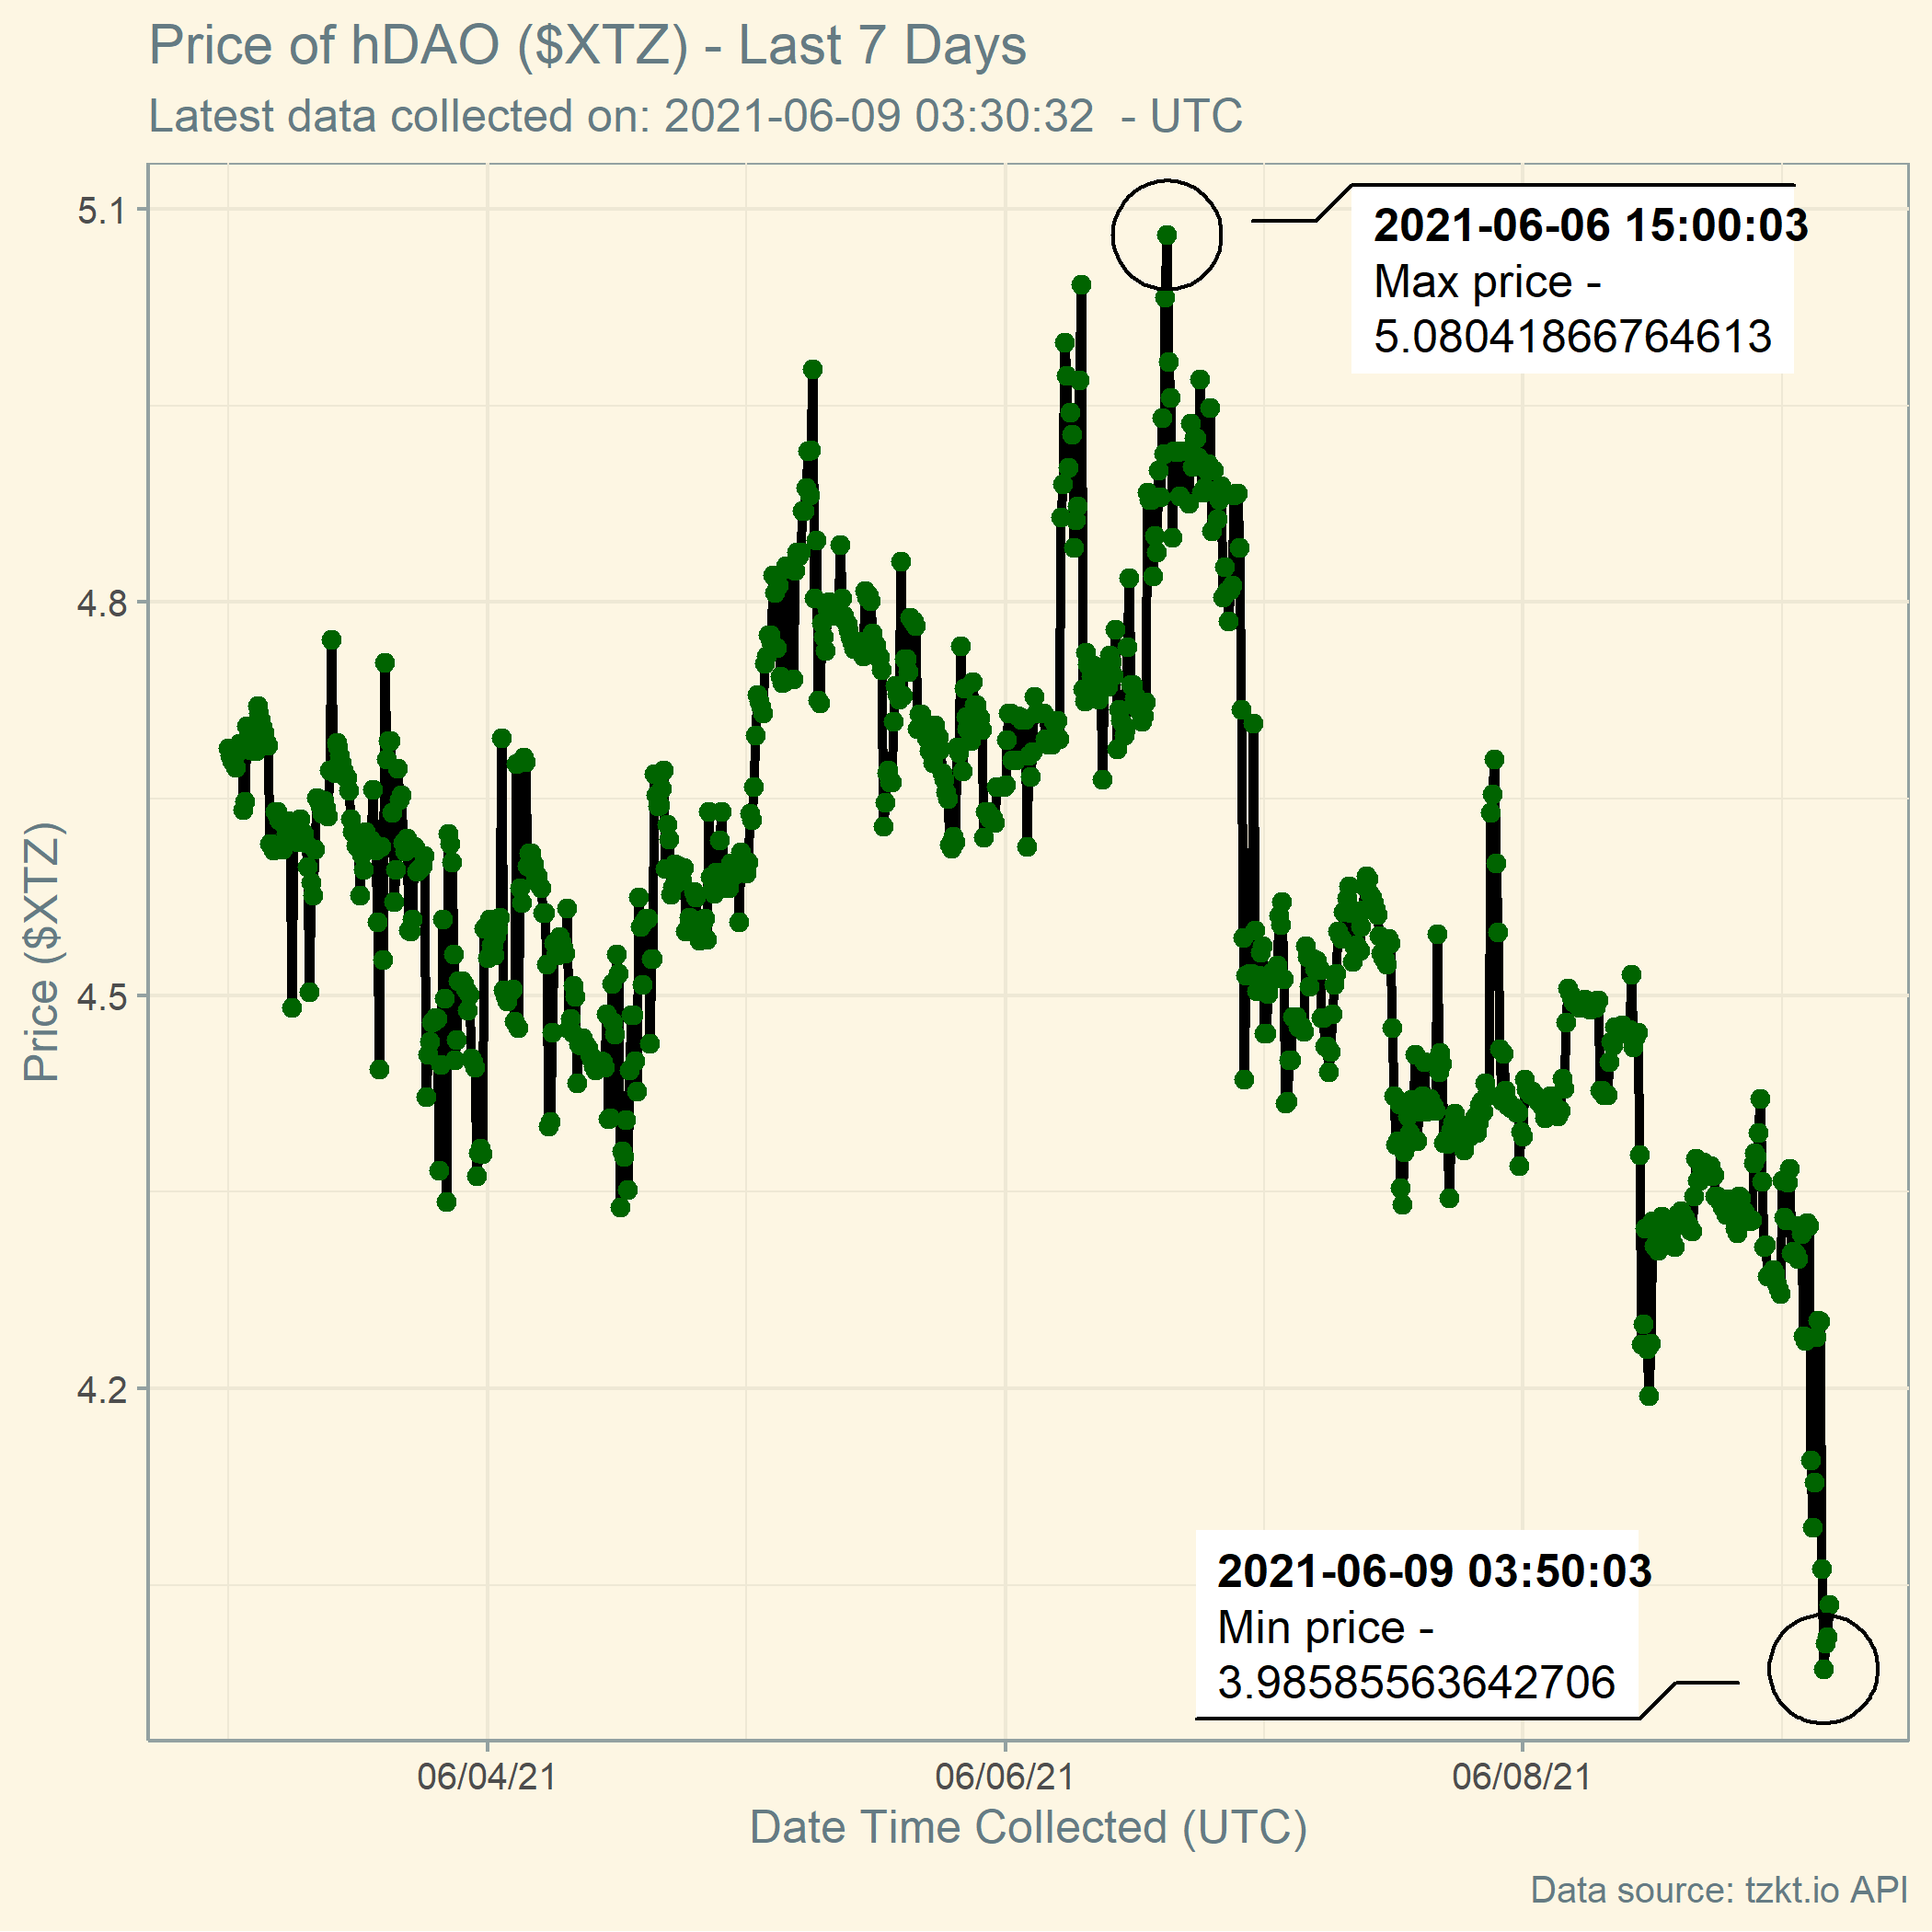 Price of hDAO ($XTZ) - Last 7 Days
Latest data collected on: 2021-06-09 03:30:32  - UTC
5.1
4.8
4.5
4.2
Price ($XTZ)
2021-06-06 15:00:03
Max price -
5.08041866764613
2021-06-09 03:50:03
Min price -
3.98585563642706
06/04/21
06/06/21
06/08/21
Date Time Collected (UTC)
Data source: tzkt.io API